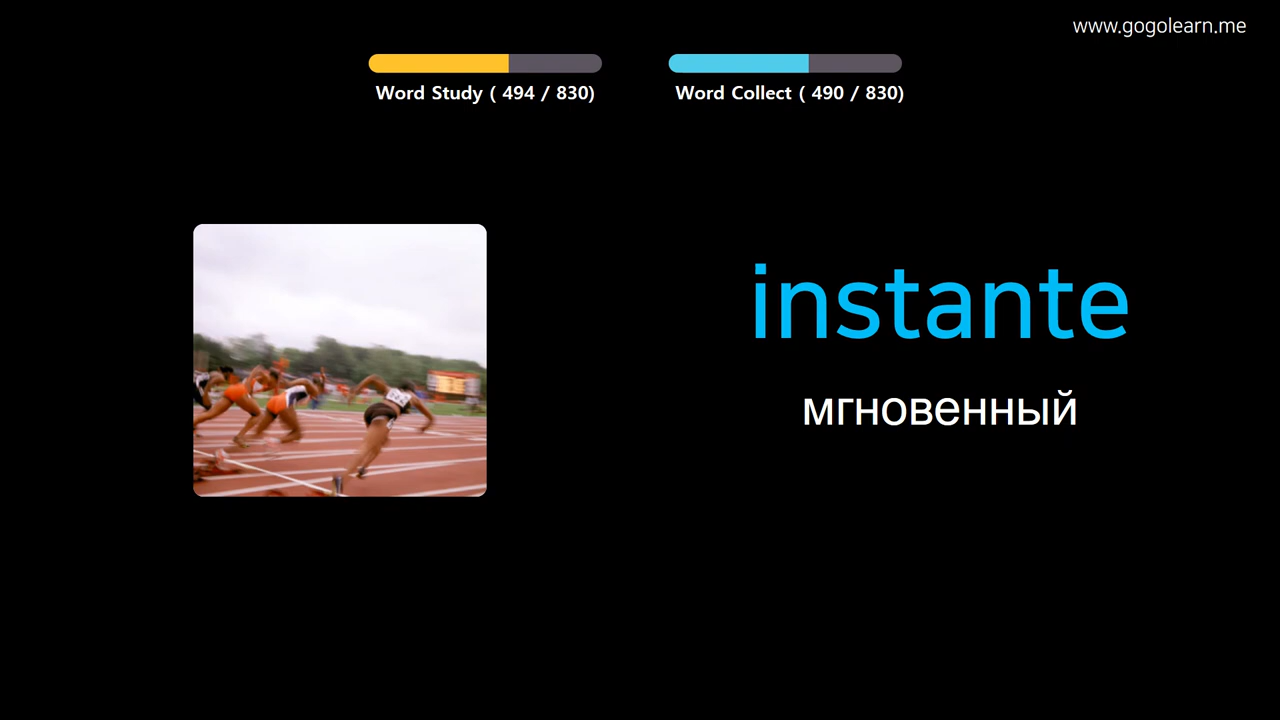 www.gogolearn.me
Word Study ( 494 / 830)
Word Collect ( 490 / 830)
instante
мгновенный